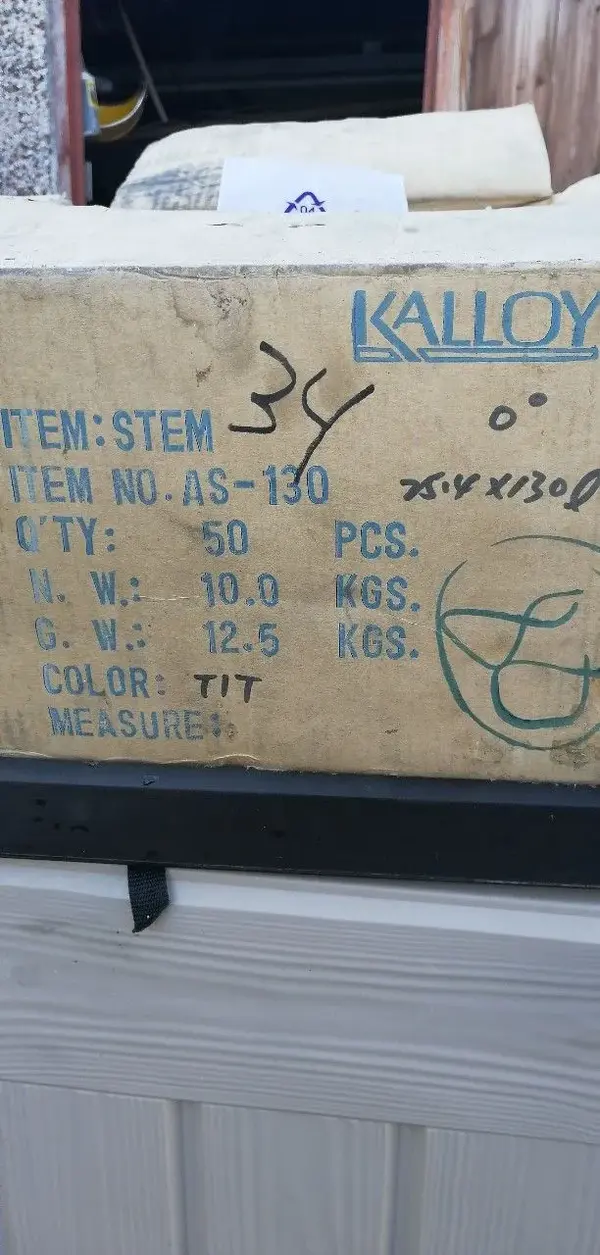 04
KALLOY
34
0°
ITEM: STEM
ITEM NO. AS-130
25.4 X 130
Q'TY: 50 PCS.
N. W.: 10.0 KGS.
G. W.: 12.5 KGS.
COLOR: TIT
MEASURE: